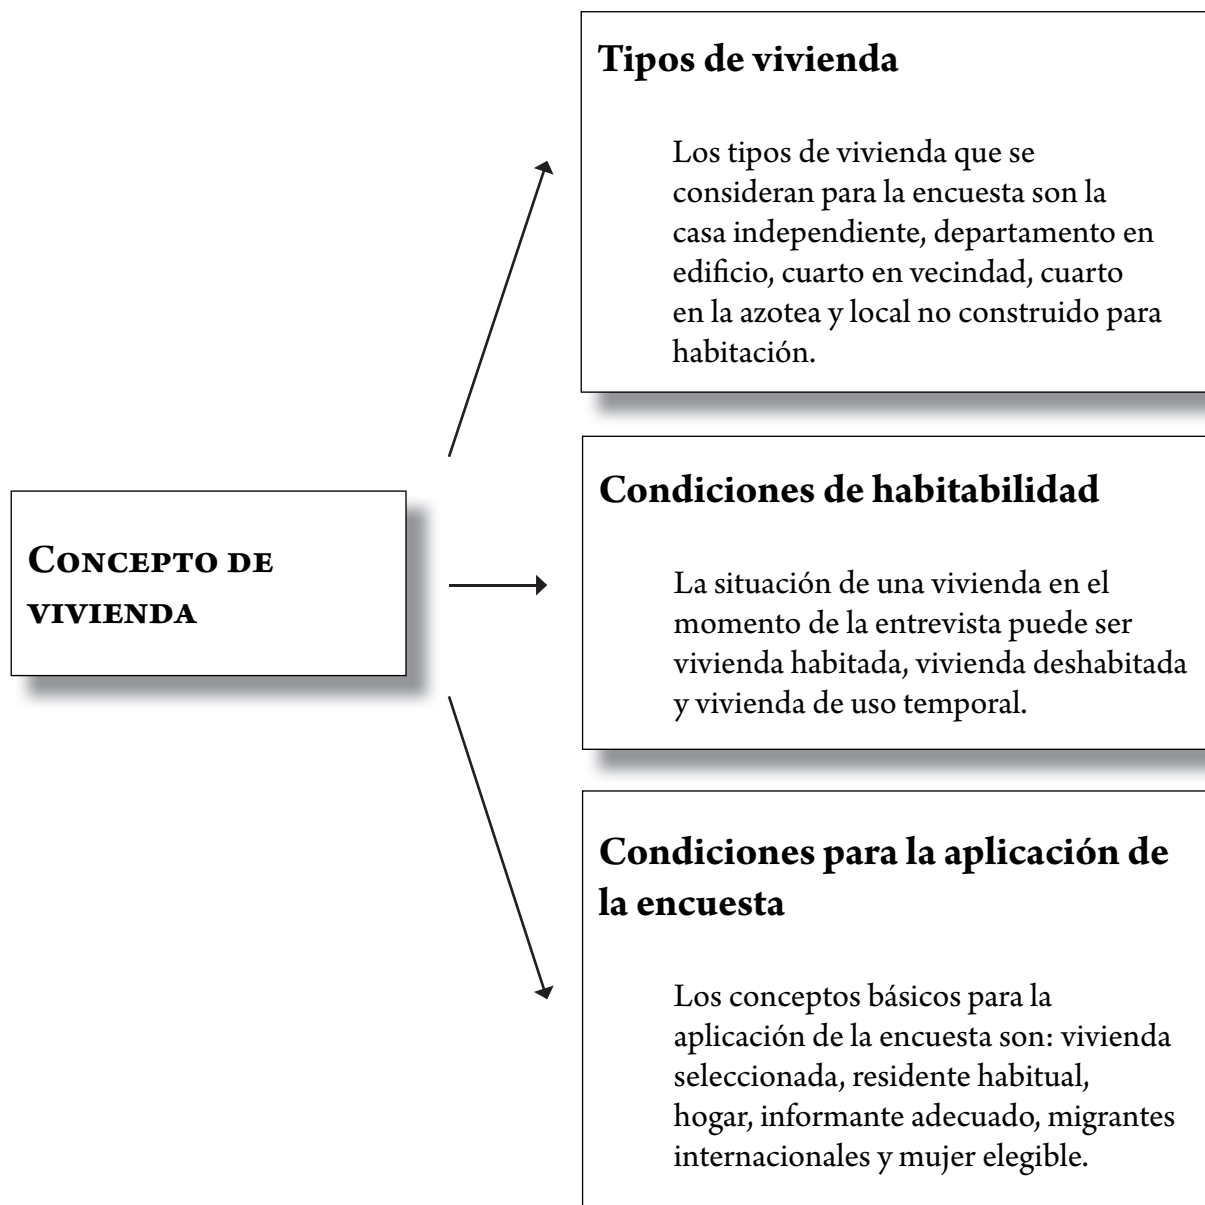 Tipos de vivienda
Los tipos de vivienda que se
consideran para la encuesta son la
casa independiente, departamento en
edificio, cuarto en vecindad, cuarto
en la azotea y local no construido para
habitación.
Concepto de
vivienda
Condiciones de habitabilidad
La situación de una vivienda en el
momento de la entrevista puede ser
vivienda habitada, vivienda deshabitada
y vivienda de uso temporal.
Condiciones para la aplicación de
la encuesta
Los conceptos básicos para la
aplicación de la encuesta son: vivienda
seleccionada, residente habitual,
hogar, informante adecuado, migrantes
internacionales y mujer elegible.